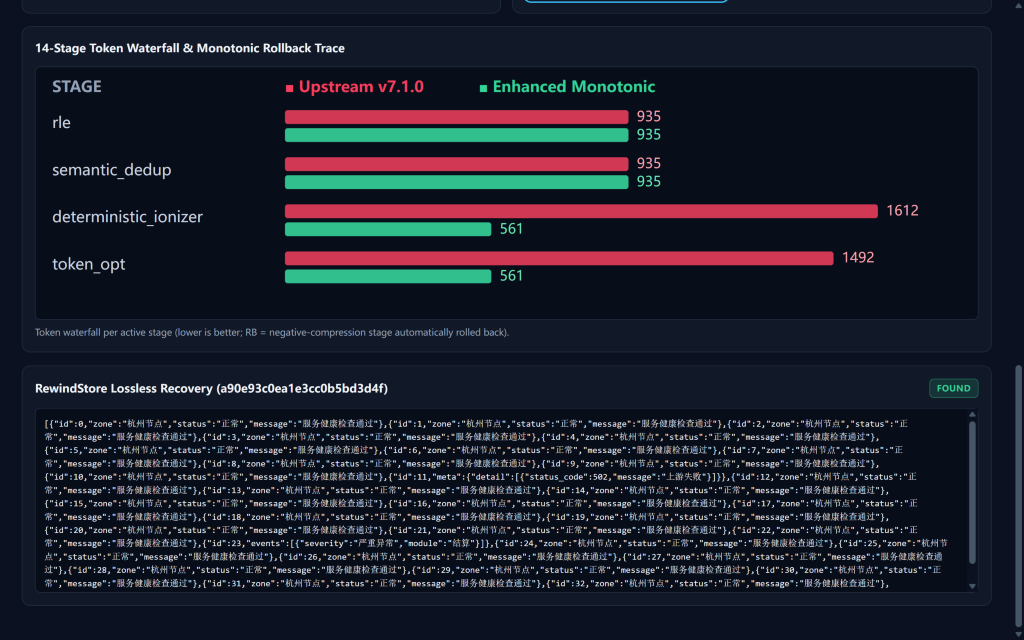 14-Stage Token Waterfall & Monotonic Rollback Trace
STAGE
Upstream v7.1.0
Enhanced Monotonic
rle
935
935
semantic_dedup
935
935
deterministic_ionizer
1612
561
token_opt
1492
561
Token waterfall per active stage (lower is better; RB = negative-compression stage automatically rolled back).
RewindStore Lossless Recovery (a90e93c0ea1e3cc0b5bd3d4f)
FOUND
[{"id":0,"zone":"杭州节点","status":"正常","message":"服务健康检查通过"},{"id":1,"zone":"杭州节点","status":"正常","message":"服务健康检查通过"},{"id":2,"zone":"杭州节点","status":"正
常","message":"服务健康检查通过"},{"id":3,"zone":"杭州节点","status":"正常","message":"服务健康检查通过"},{"id":4,"zone":"杭州节点","status":"正常","message":"服务健康检查通过"},
{"id":5,"zone":"杭州节点","status":"正常","message":"服务健康检查通过"},{"id":6,"zone":"杭州节点","status":"正常","message":"服务健康检查通过"},{"id":7,"zone":"杭州节点","status":"正
常","message":"服务健康检查通过"},{"id":8,"zone":"杭州节点","status":"正常","message":"服务健康检查通过"},{"id":9,"zone":"杭州节点","status":"正常","message":"服务健康检查通过"},
{"id":10,"zone":"杭州节点","status":"正常","message":"服务健康检查通过"},{"id":11,"meta":{"detail":[{"status_code":502,"message":"上游失败"}]}},{"id":12,"zone":"杭州节点","status":"正
常","message":"服务健康检查通过"},{"id":13,"zone":"杭州节点","status":"正常","message":"服务健康检查通过"},{"id":14,"zone":"杭州节点","status":"正常","message":"服务健康检查通过"},
{"id":15,"zone":"杭州节点","status":"正常","message":"服务健康检查通过"},{"id":16,"zone":"杭州节点","status":"正常","message":"服务健康检查通过"},{"id":17,"zone":"杭州节点","status":"正
常","message":"服务健康检查通过"},{"id":18,"zone":"杭州节点","status":"正常","message":"服务健康检查通过"},{"id":19,"zone":"杭州节点","status":"正常","message":"服务健康检查通过"},
{"id":20,"zone":"杭州节点","status":"正常","message":"服务健康检查通过"},{"id":21,"zone":"杭州节点","status":"正常","message":"服务健康检查通过"},{"id":22,"zone":"杭州节点","status":"正
常","message":"服务健康检查通过"},{"id":23,"events":[{"severity":"严重异常","module":"结算"}]},{"id":24,"zone":"杭州节点","status":"正常","message":"服务健康检查通过"},{"id":25,"zone":"杭州节
点","status":"正常","message":"服务健康检查通过"},{"id":26,"zone":"杭州节点","status":"正常","message":"服务健康检查通过"},{"id":27,"zone":"杭州节点","status":"正常","message":"服务健康检查通
过"},{"id":28,"zone":"杭州节点","status":"正常","message":"服务健康检查通过"},{"id":29,"zone":"杭州节点","status":"正常","message":"服务健康检查通过"},{"id":30,"zone":"杭州节点","status":"正
常","message":"服务健康检查通过"},{"id":31,"zone":"杭州节点","status":"正常","message":"服务健康检查通过"},{"id":32,"zone":"杭州节点","status":"正常","message":"服务健康检查通过"},